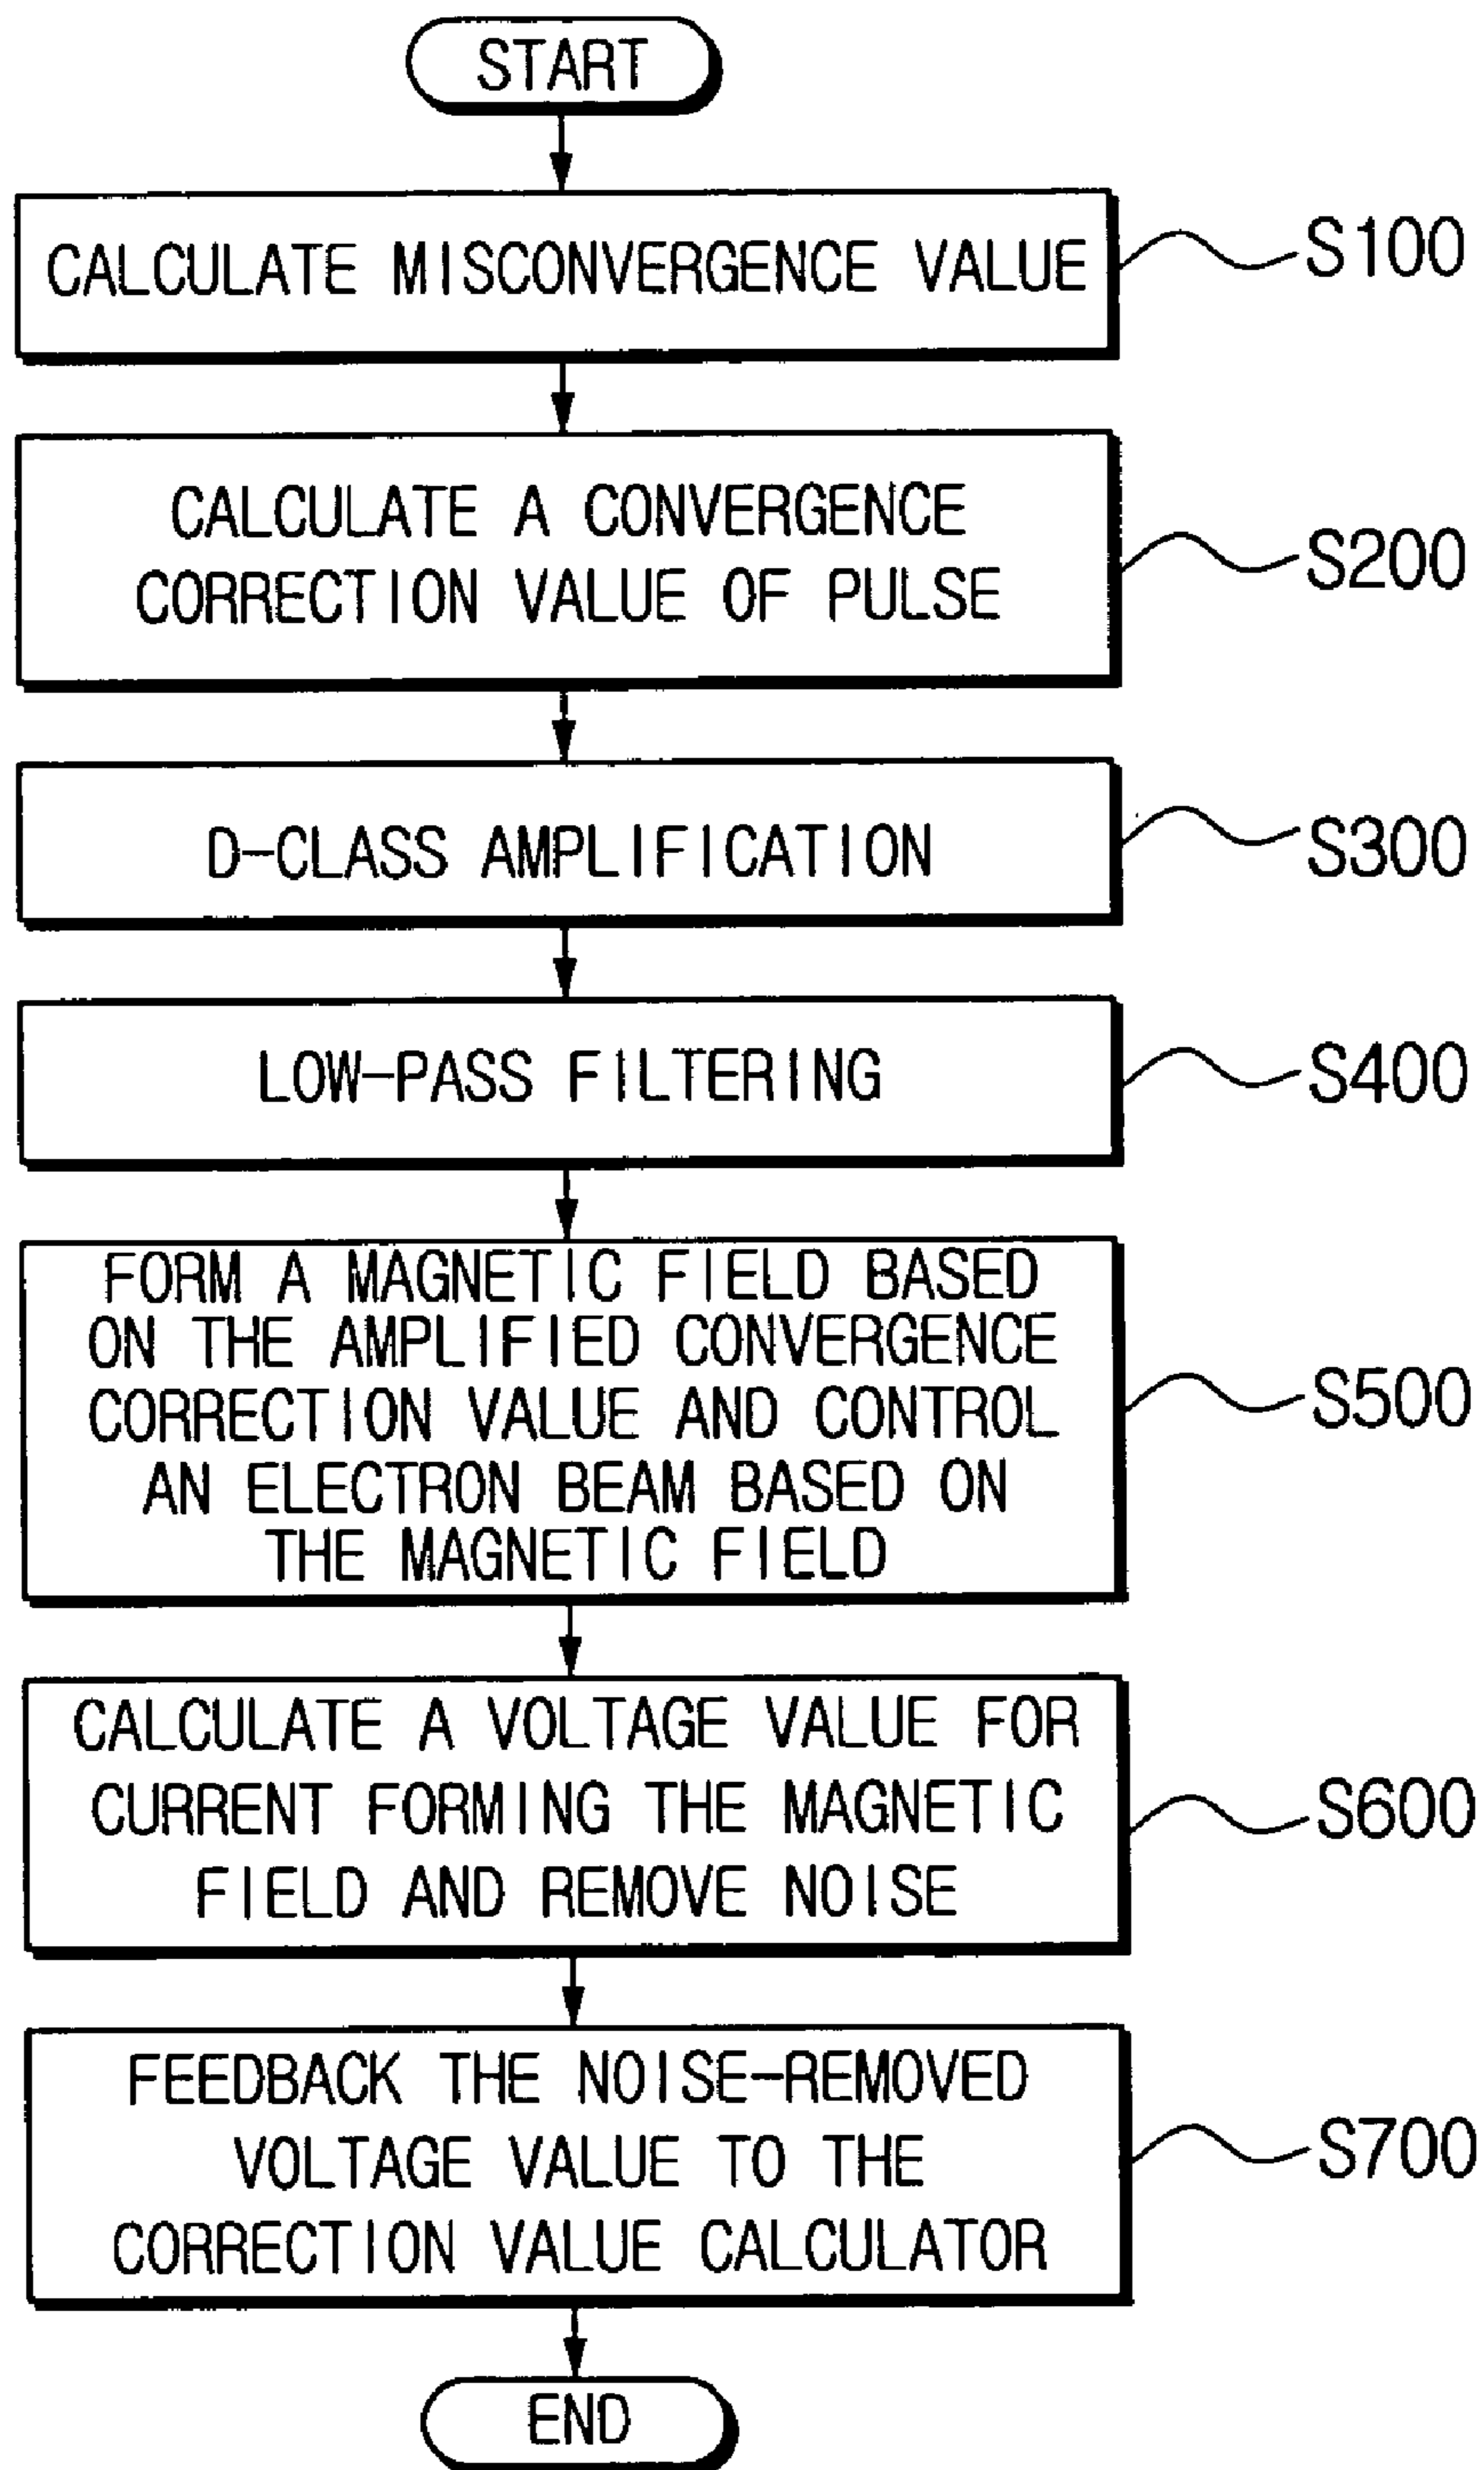 START
CALCULATE MISCONVERGENCE VALUE
S100
CALCULATE A CONVERGENCE
CORRECTION VALUE OF PULSE
S200
D-CLASS AMPLIFICATION
S300
LOW-PASS FILTERING
S400
FORM A MAGNETIC FIELD BASED
ON THE AMPLIFIED CONVERGENCE
CORRECTION VALUE AND CONTROL
AN ELECTRON BEAM BASED ON
THE MAGNETIC FIELD
S500
CALCULATE A VOLTAGE VALUE FOR
CURRENT FORMING THE MAGNETIC
FIELD AND REMOVE NOISE
S600
FEEDBACK THE NOISE-REMOVED
VOLTAGE VALUE TO THE
CORRECTION VALUE CALCULATOR
S700
END